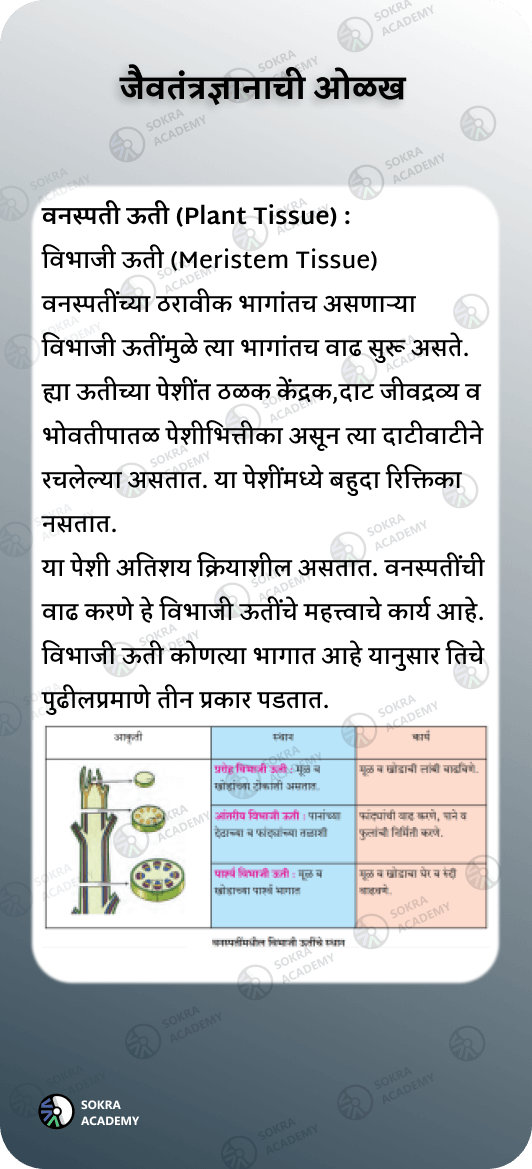 जैवतंत्रज्ञानाची ओळख
वनस्पती ऊती (Plant Tissue) :
विभाजी ऊती (Meristem Tissue)
वनस्पतींच्या ठरावीक भागांतच असणाऱ्या
विभाजी ऊतींमुळे त्या भागांतच वाढ सुरू असते.
ह्या ऊतीच्या पेशींत ठळक केंद्रक,दाट जीवद्रव्य व
भोवतीपातळ पेशीभित्तीका असून त्या दाटीवाटीने
रचलेल्या असतात. या पेशींमध्ये बहुदा रिक्तिका
नसतात.
या पेशी अतिशय क्रियाशील असतात. वनस्पतींची
वाढ करणे हे विभाजी ऊतींचे महत्त्वाचे कार्य आहे.
विभाजी ऊती कोणत्या भागात आहे यानुसार तिचे
पुढीलप्रमाणे तीन प्रकार पडतात.
आकृती स्थान कार्य
प्ररोह विभाजी ऊती : मूळ व
खोडांच्या टोकाशी असतात.
मूळ व खोडाची लांबी वाढविणे.
आंतरीय विभाजी ऊती : पानांच्या
देठाच्या व फांद्यांच्या तळाशी
फांद्यांची वाढ करणे, पाने व
फुलांची निर्मिती करणे.
पार्श्व विभाजी ऊती : मूळ व
खोडाच्या पार्श्व भागात
मूळ व खोडाचा घेर व रुंदी
वाढवणे.
वनस्पतींमधील विभाजी ऊतींचे स्थान
SOKRA
ACADEMY